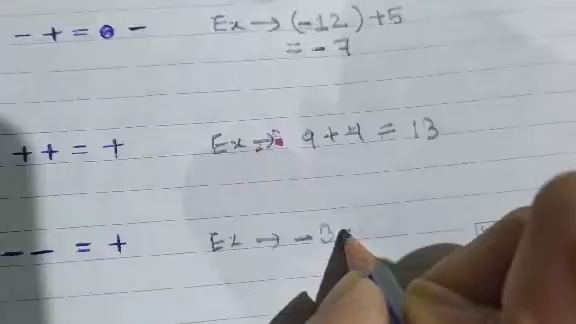 - + = -
Ex → (-12) + 5
= - 7
+ + = +
Ex → 9 + 4 = 13
- - = +
Ex → - 3